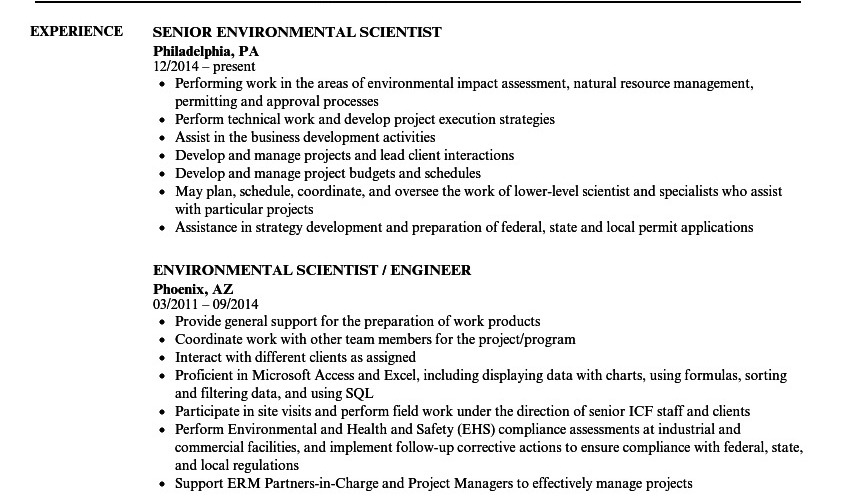 EXPERIENCE
SENIOR ENVIRONMENTAL SCIENTIST
Philadelphia, PA
12/2014 – present
• Performing work in the areas of environmental impact assessment, natural resource management,
permitting and approval processes
• Perform technical work and develop project execution strategies
• Assist in the business development activities
• Develop and manage projects and lead client interactions
• Develop and manage project budgets and schedules
• May plan, schedule, coordinate, and oversee the work of lower-level scientist and specialists who assist
with particular projects
• Assistance in strategy development and preparation of federal, state and local permit applications
ENVIRONMENTAL SCIENTIST / ENGINEER
Phoenix, AZ
03/2011 – 09/2014
• Provide general support for the preparation of work products
• Coordinate work with other team members for the project/program
• Interact with different clients as assigned
• Proficient in Microsoft Access and Excel, including displaying data with charts, using formulas, sorting
and filtering data, and using SQL
• Participate in site visits and perform field work under the direction of senior ICF staff and clients
• Perform Environmental and Health and Safety (EHS) compliance assessments at industrial and
commercial facilities, and implement follow-up corrective actions to ensure compliance with federal, state,
and local regulations
• Support ERM Partners-in-Charge and Project Managers to effectively manage projects